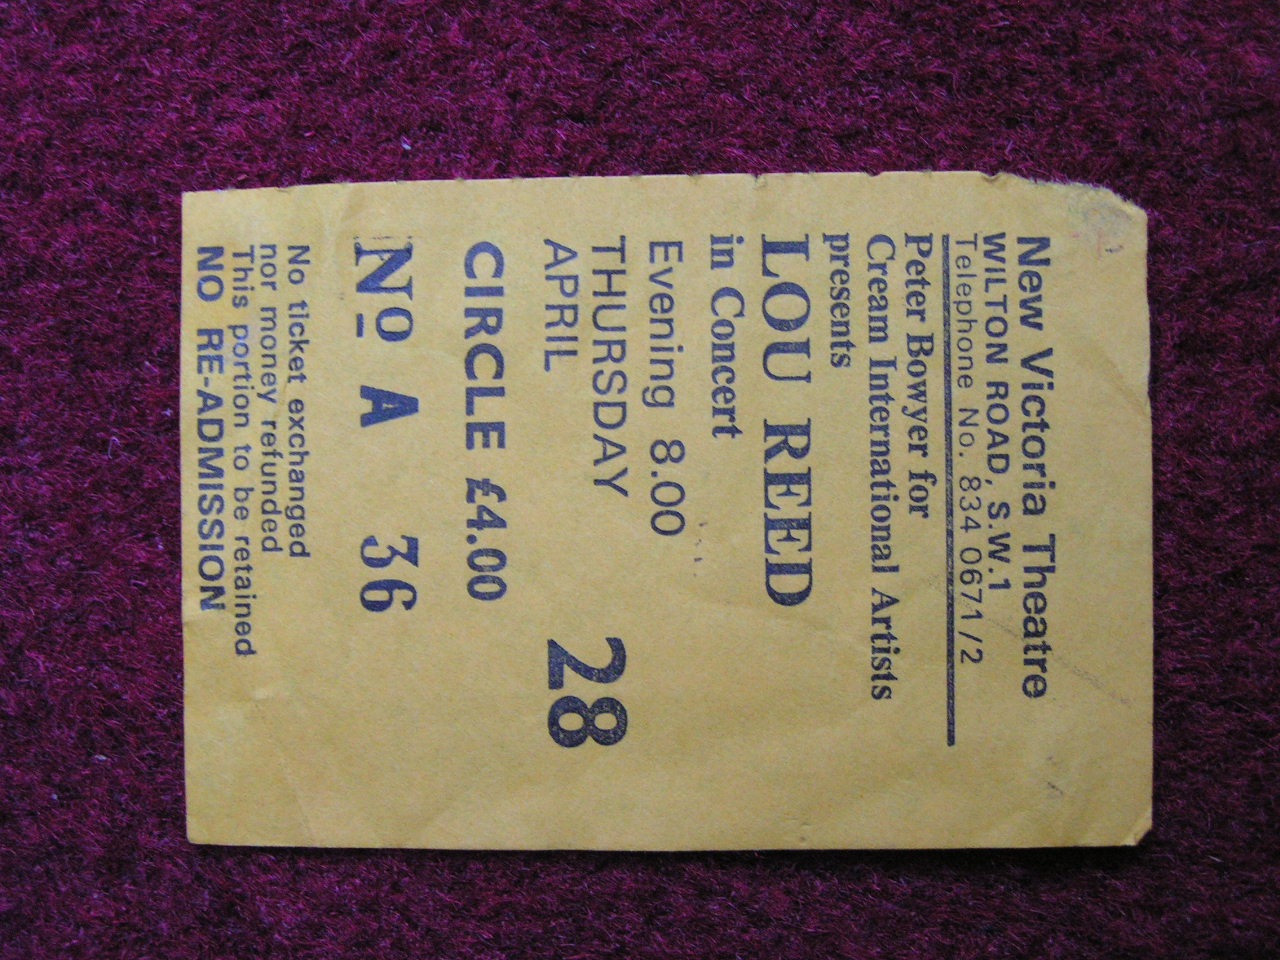 New Victoria Theatre
WILTON ROAD, S.W.1
Telephone No. 834 0671/2
Peter Bowyer for
Cream International Artists
presents
LOU REED
in Concert
Evening 8.00
THURSDAY
APRIL 28
CIRCLE £4.00
No A 36
No ticket exchanged
nor money refunded
This portion to be retained
NO RE-ADMISSION